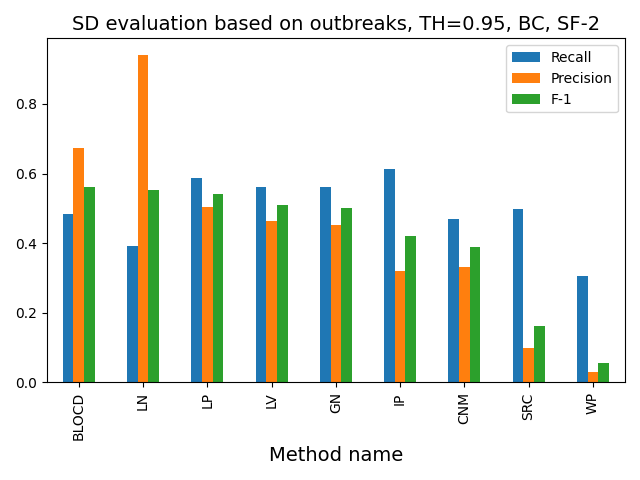 SD evaluation based on outbreaks, TH=0.95, BC, SF-2
Recall
Precision
F-1
0.8
0.6
0.4
0.2
0.0
BLOCD
LN
LP
LV
GN
IP
CNM
SRC
WP
Method name